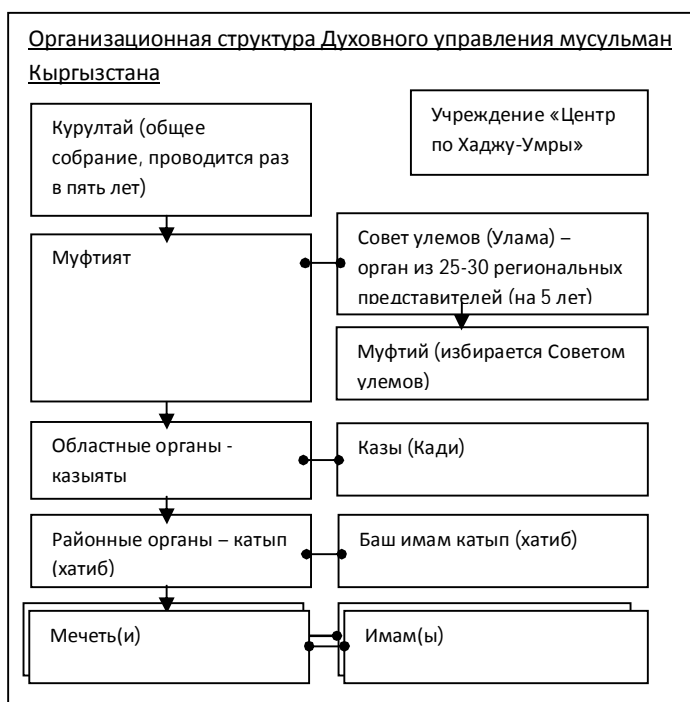 Организационная структура Духовного управления мусульман
Кыргызстана
Курултай (общее
собрание, проводится раз
в пять лет)
Учреждение «Центр
по Хаджу-Умры»
Муфтият
Совет улемов (Улама) –
орган из 25-30 региональных
представителей (на 5 лет)
Муфтий (избирается Советом
улемов)
Областные органы -
казыяты
Казы (Кади)
Районные органы – катып
(хатиб)
Баш имам катып (хатиб)
Мечеть(и)
Имам(ы)